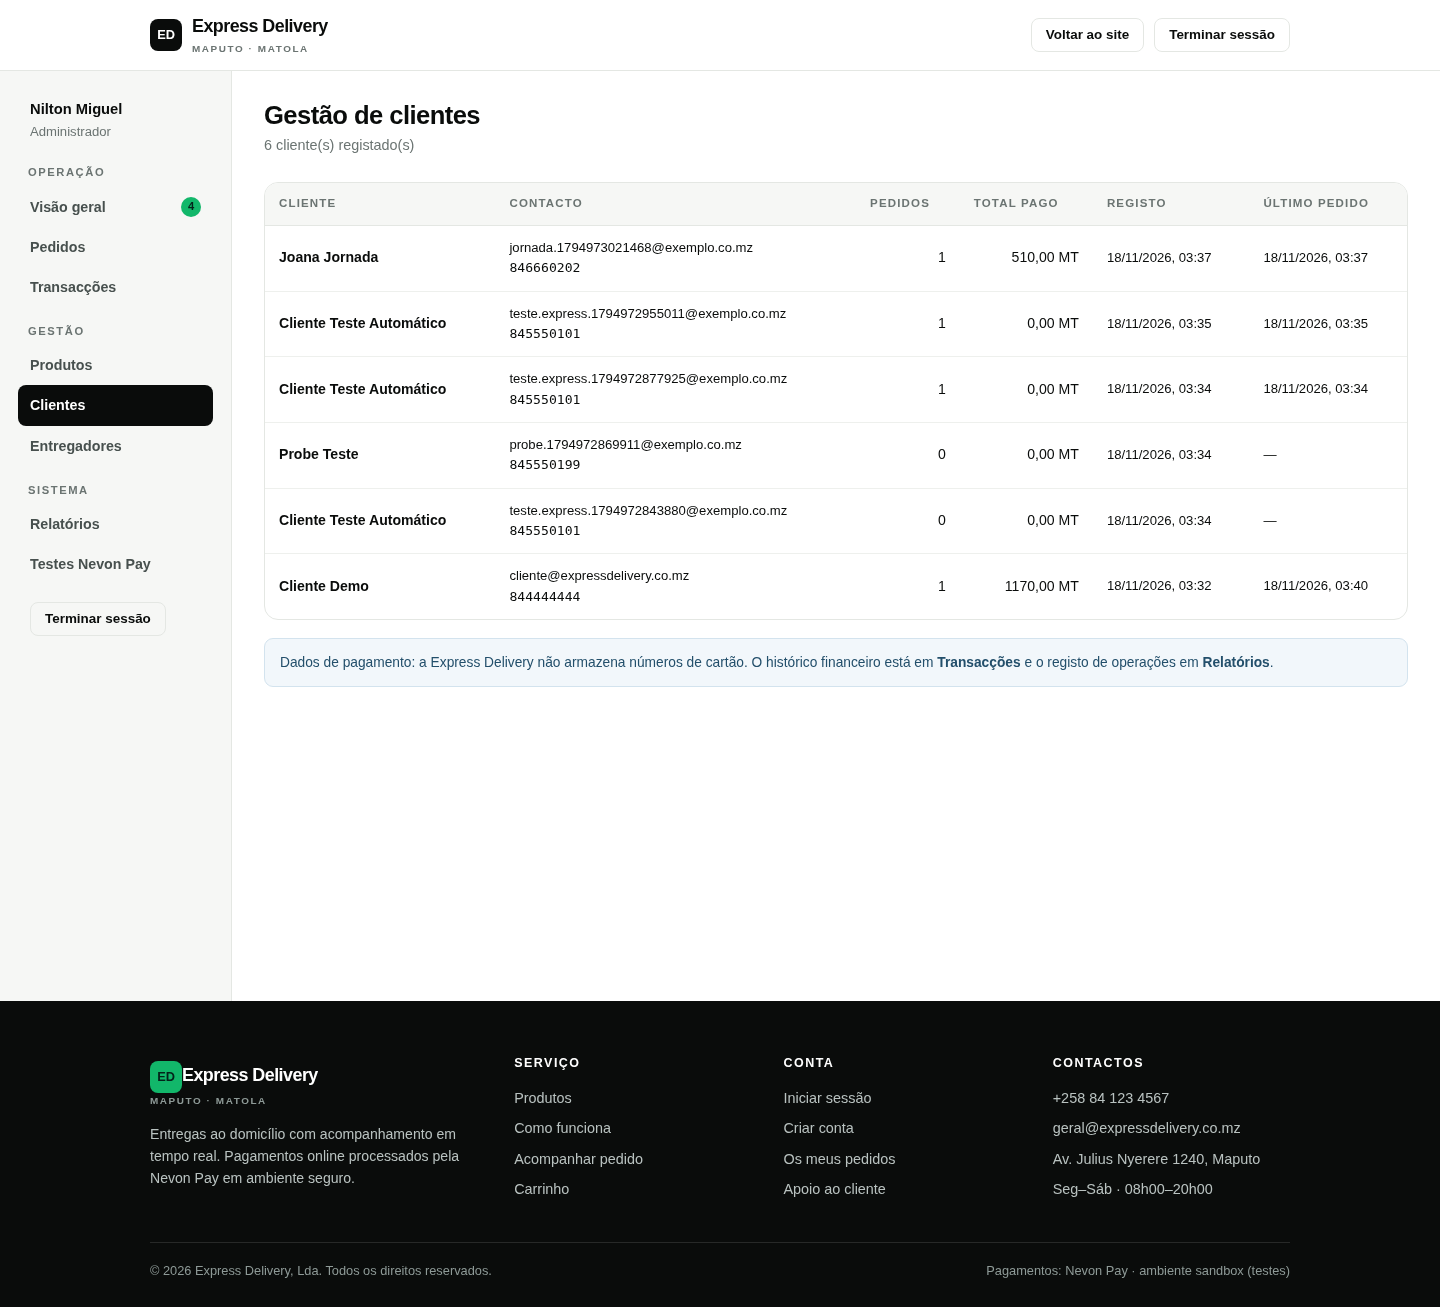 ED
Express Delivery
MAPUTO · MATOLA
Voltar ao site
Terminar sessão
Nilton Miguel
Administrador
OPERAÇÃO
Visão geral 4
Pedidos
Transacções
GESTÃO
Produtos
Clientes
Entregadores
SISTEMA
Relatórios
Testes Nevon Pay
Terminar sessão
Gestão de clientes
6 cliente(s) registado(s)
CLIENTE CONTACTO PEDIDOS TOTAL PAGO REGISTO ÚLTIMO PEDIDO
Joana Jornada jornada.1794973021468@exemplo.co.mz 1 510,00 MT 18/11/2026, 03:37 18/11/2026, 03:37
846660202
Cliente Teste Automático teste.express.1794972955011@exemplo.co.mz 1 0,00 MT 18/11/2026, 03:35 18/11/2026, 03:35
845550101
Cliente Teste Automático teste.express.1794972877925@exemplo.co.mz 1 0,00 MT 18/11/2026, 03:34 18/11/2026, 03:34
845550101
Probe Teste probe.1794972869911@exemplo.co.mz 0 0,00 MT 18/11/2026, 03:34 —
845550199
Cliente Teste Automático teste.express.1794972843880@exemplo.co.mz 0 0,00 MT 18/11/2026, 03:34 —
845550101
Cliente Demo cliente@expressdelivery.co.mz 1 1170,00 MT 18/11/2026, 03:32 18/11/2026, 03:40
844444444
Dados de pagamento: a Express Delivery não armazena números de cartão. O histórico financeiro está em Transacções e o registo de operações em Relatórios.
ED Express Delivery
MAPUTO · MATOLA
Entregas ao domicílio com acompanhamento em
tempo real. Pagamentos online processados pela
Nevon Pay em ambiente seguro.
SERVIÇO
Produtos
Como funciona
Acompanhar pedido
Carrinho
CONTA
Iniciar sessão
Criar conta
Os meus pedidos
Apoio ao cliente
CONTACTOS
+258 84 123 4567
geral@expressdelivery.co.mz
Av. Julius Nyerere 1240, Maputo
Seg–Sáb · 08h00–20h00
© 2026 Express Delivery, Lda. Todos os direitos reservados.
Pagamentos: Nevon Pay · ambiente sandbox (testes)